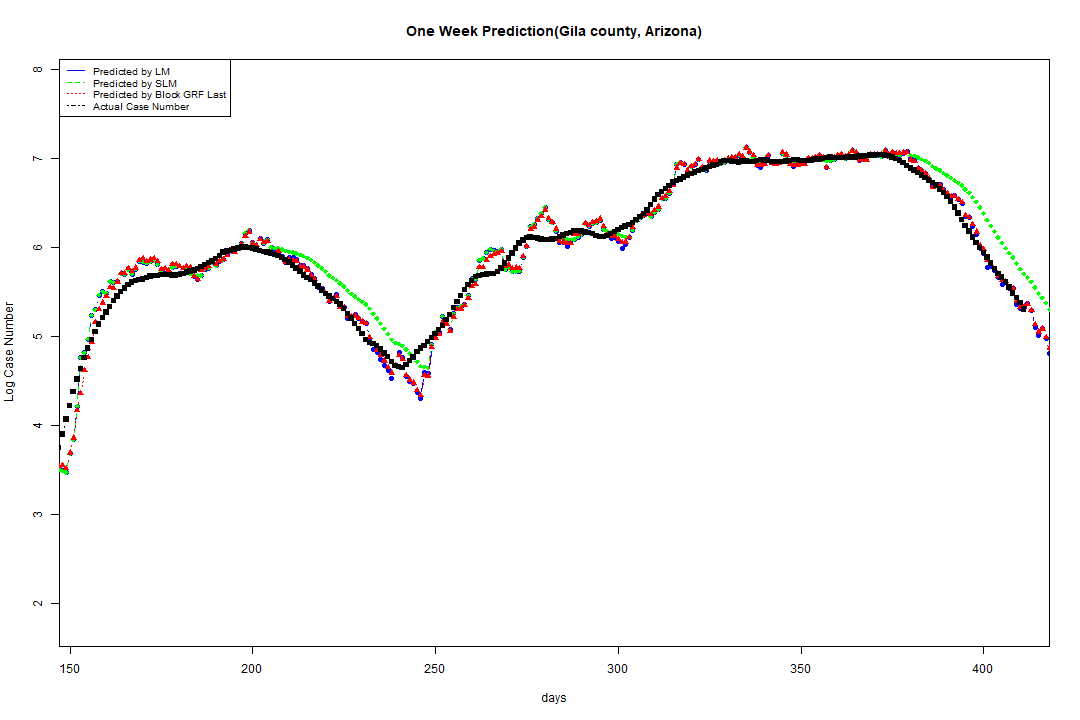 One Week Prediction(Gila county, Arizona)
Predicted by LM
Predicted by SLM
Predicted by Block GRF Last
Actual Case Number
8
7
6
5
4
3
2
Log Case Number
150 200 250 300 350 400
days